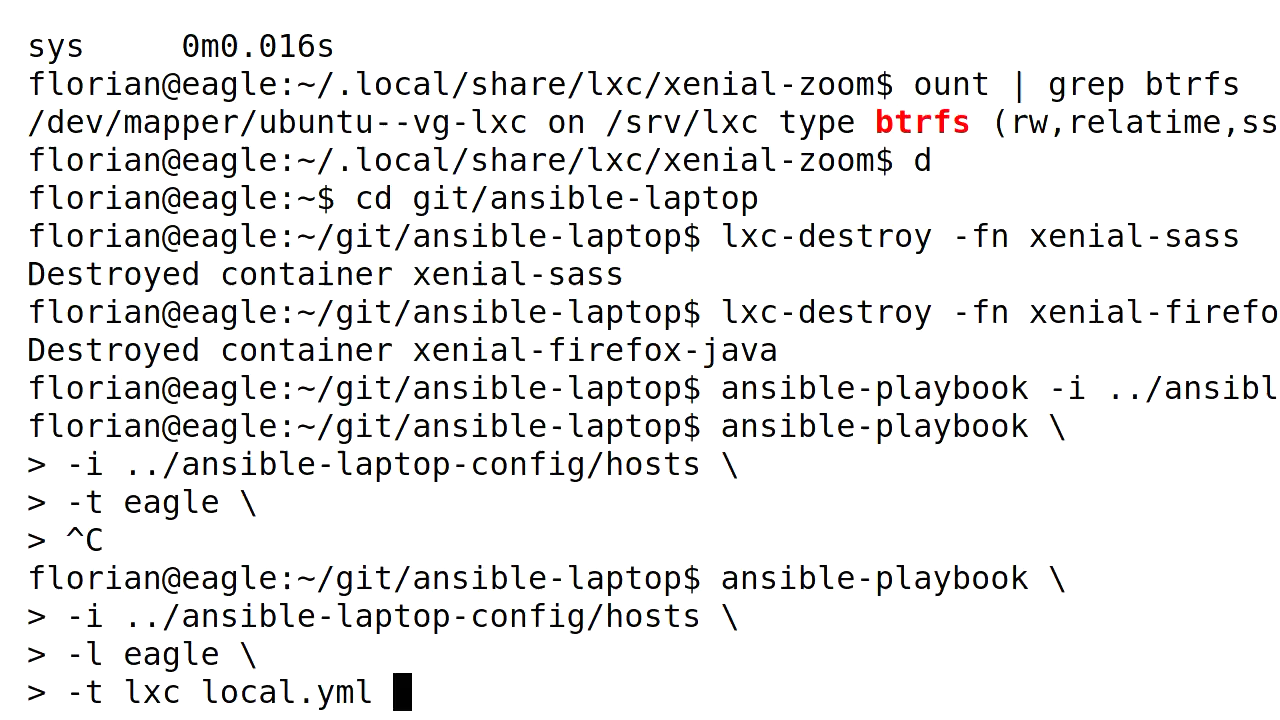 sys     0m0.016s
florian@eagle:~/.local/share/lxc/xenial-zoom$ ount | grep btrfs
/dev/mapper/ubuntu--vg-lxc on /srv/lxc type btrfs (rw,relatime,ss
florian@eagle:~/.local/share/lxc/xenial-zoom$ d
florian@eagle:~$ cd git/ansible-laptop
florian@eagle:~/git/ansible-laptop$ lxc-destroy -fn xenial-sass
Destroyed container xenial-sass
florian@eagle:~/git/ansible-laptop$ lxc-destroy -fn xenial-firefo
Destroyed container xenial-firefox-java
florian@eagle:~/git/ansible-laptop$ ansible-playbook -i ../ansibl
florian@eagle:~/git/ansible-laptop$ ansible-playbook \
> -i ../ansible-laptop-config/hosts \
> -t eagle \
> ^C
florian@eagle:~/git/ansible-laptop$ ansible-playbook \
> -i ../ansible-laptop-config/hosts \
> -l eagle \
> -t lxc local.yml